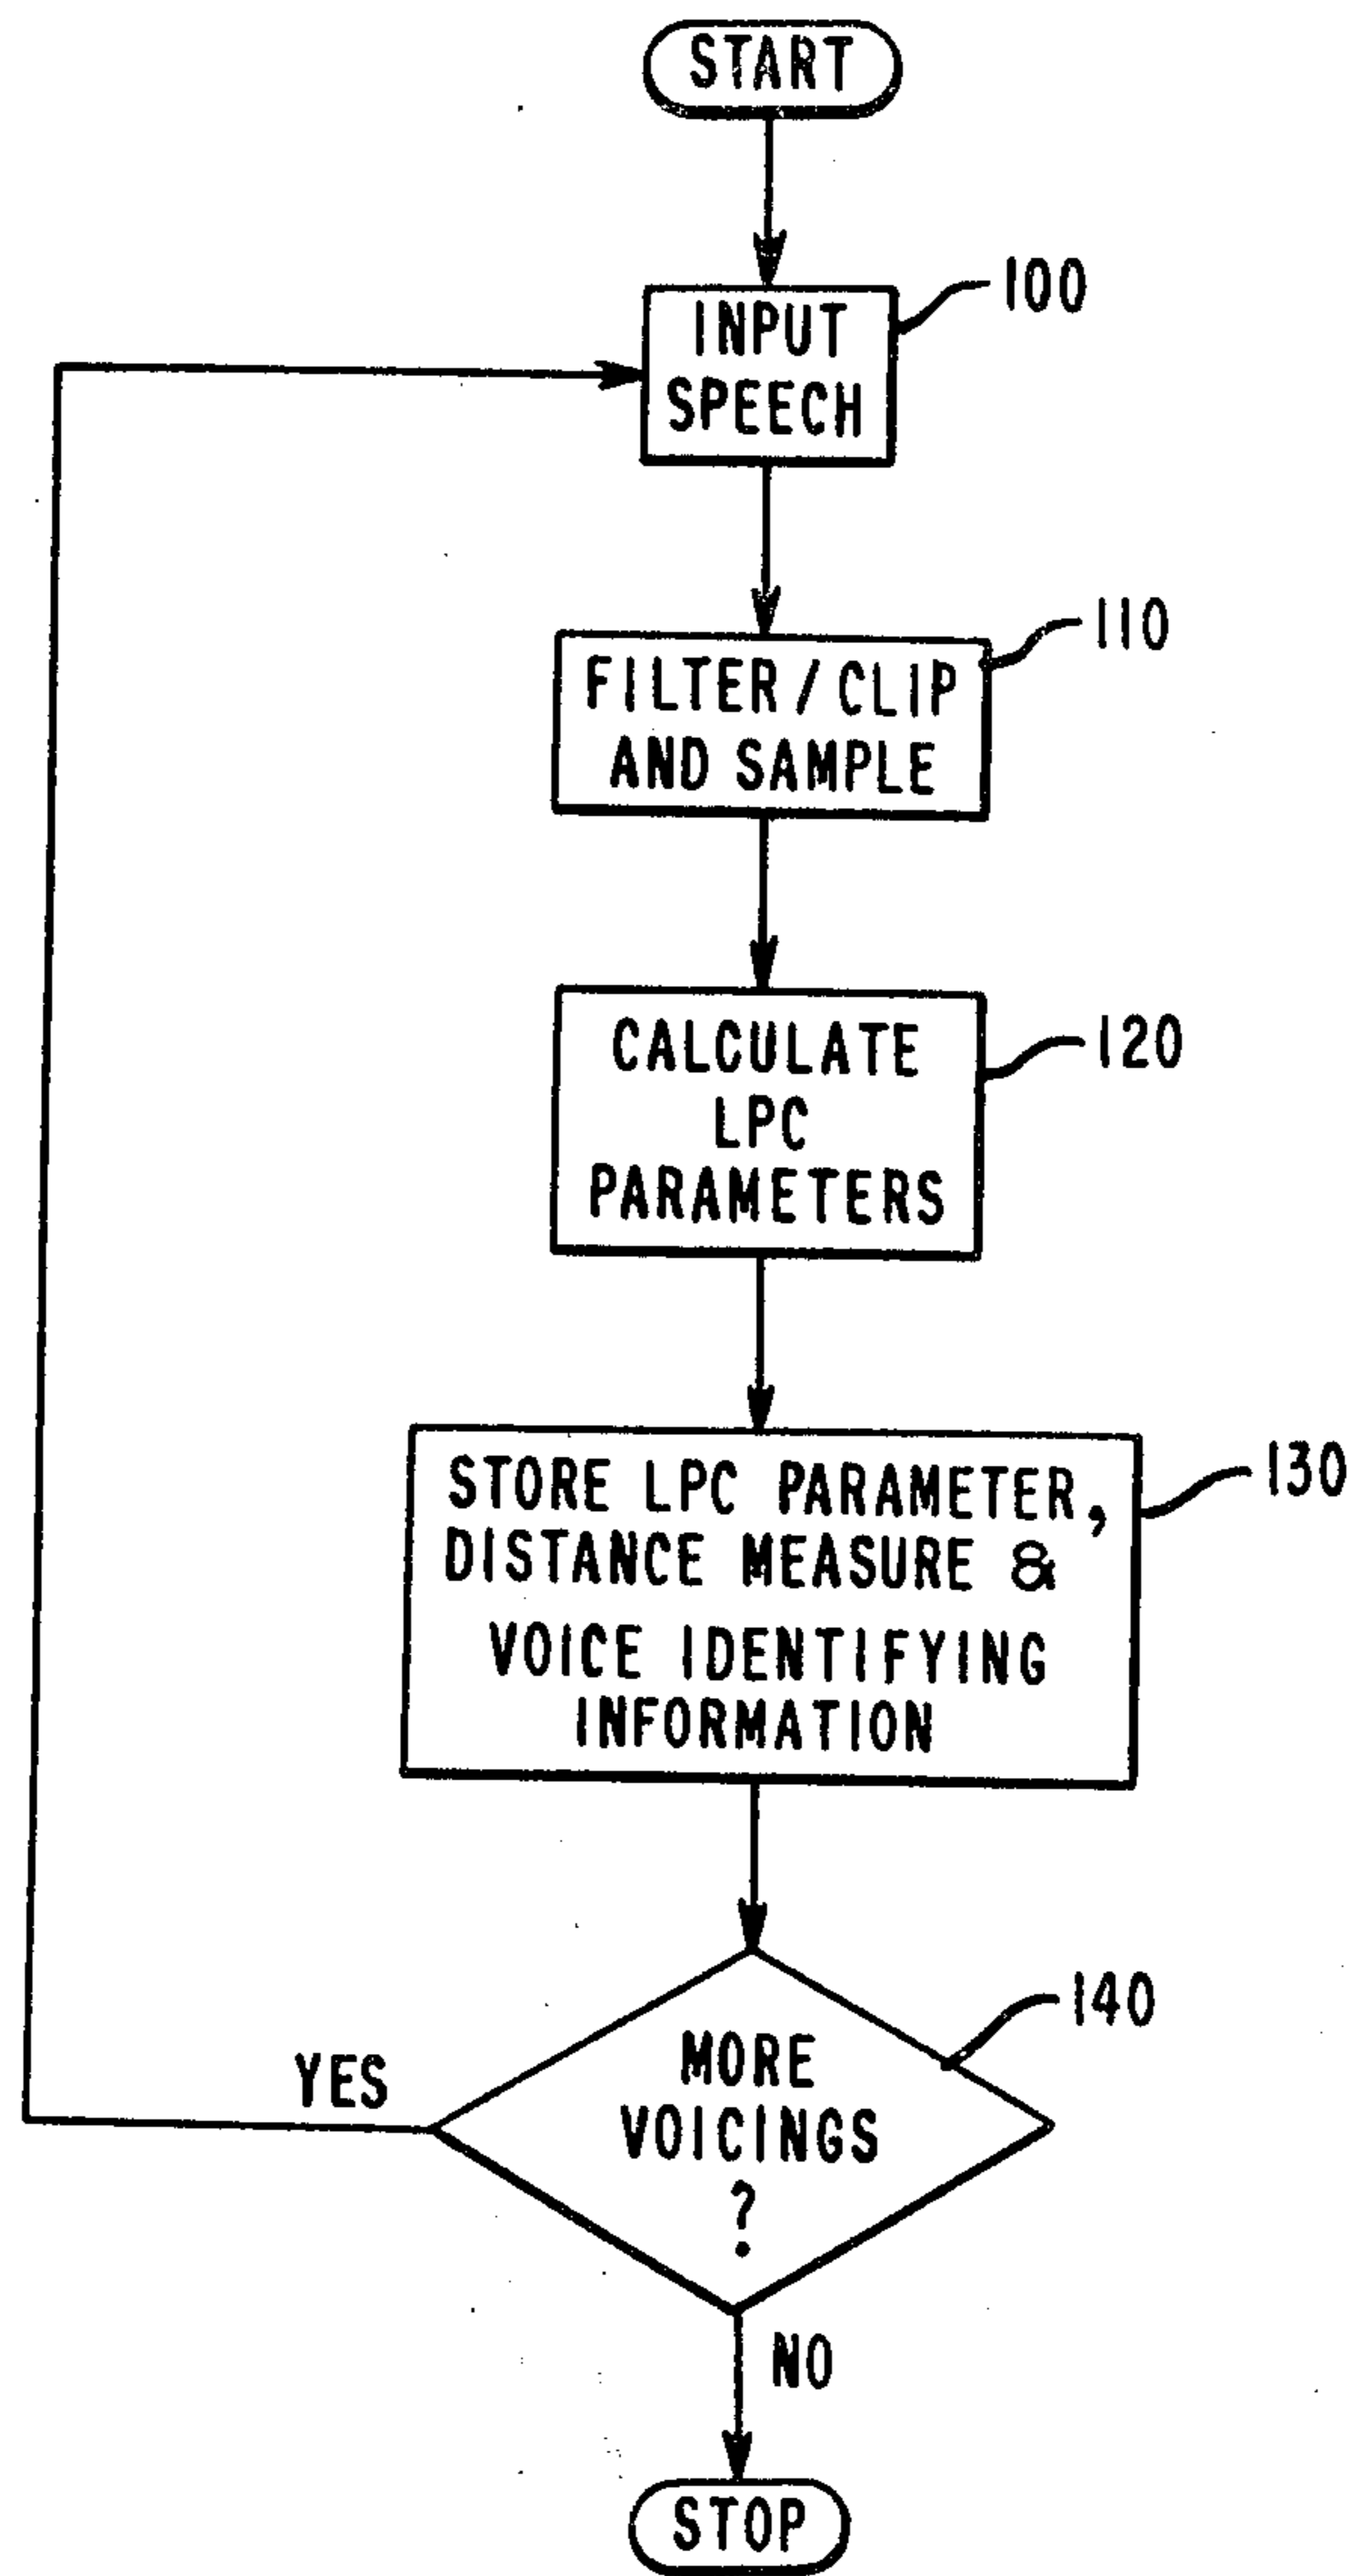 START
100
INPUT
SPEECH
110
FILTER/CLIP
AND SAMPLE
120
CALCULATE
LPC
PARAMETERS
130
STORE LPC PARAMETER,
DISTANCE MEASURE &
VOICE IDENTIFYING
INFORMATION
140
MORE
VOICINGS
?
YES
NO
STOP